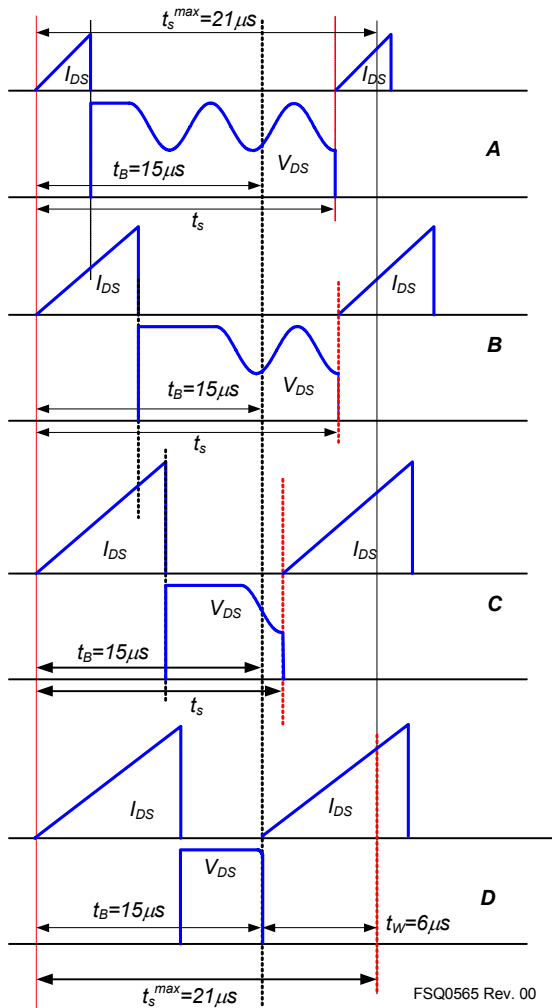 t_s^max=21μs
I_DS
I_DS
A
t_B=15μs
V_DS
t_s
I_DS
I_DS
B
t_B=15μs
V_DS
t_s
I_DS
I_DS
C
V_DS
t_B=15μs
t_s
I_DS
I_DS
V_DS
D
t_B=15μs
t_W=6μs
t_s^max=21μs
FSQ0565 Rev. 00